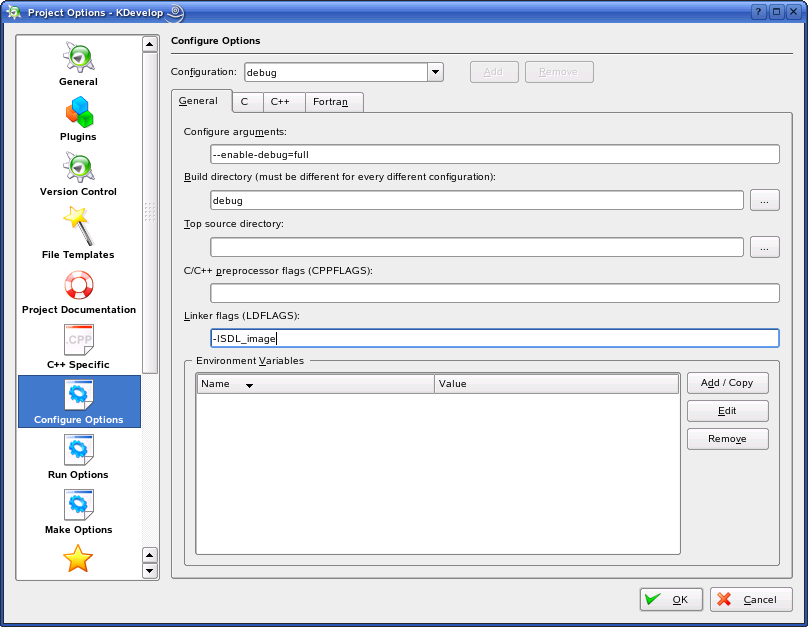 Project Options - KDevelop
General
Plugins
Version Control
File Templates
Project Documentation
.CPP
C++ Specific
Configure Options
Run Options
Make Options
Configure Options
Configuration: debug Add Remove
General C C++ Fortran
Configure arguments:
--enable-debug=full
Build directory (must be different for every different configuration):
debug ...
Top source directory:
...
C/C++ preprocessor flags (CPPFLAGS):
Linker flags (LDFLAGS):
-lSDL_image
Environment Variables
Name Value
Add / Copy
Edit
Remove
OK Cancel